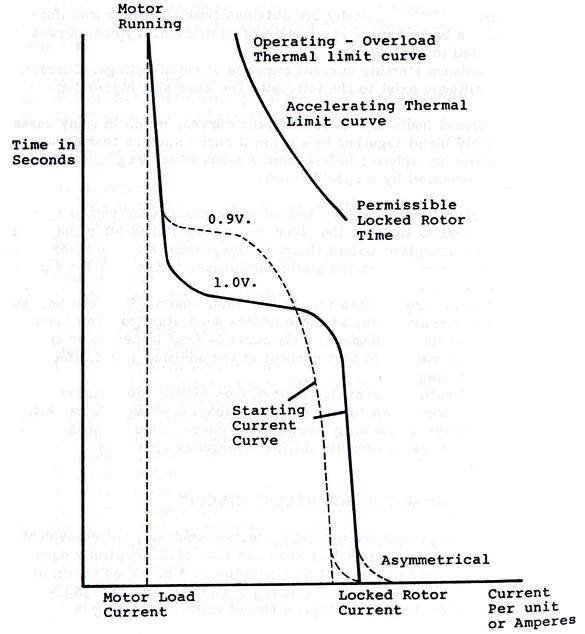 Motor
Running
Operating - Overload
Thermal limit curve
Accelerating Thermal
Limit curve
Time in
Seconds
Permissible
Locked Rotor
Time
0.9V.
1.0V.
Starting
Current
Curve
Asymmetrical
Motor Load
Current
Locked Rotor
Current
Current
Per unit
or Amperes